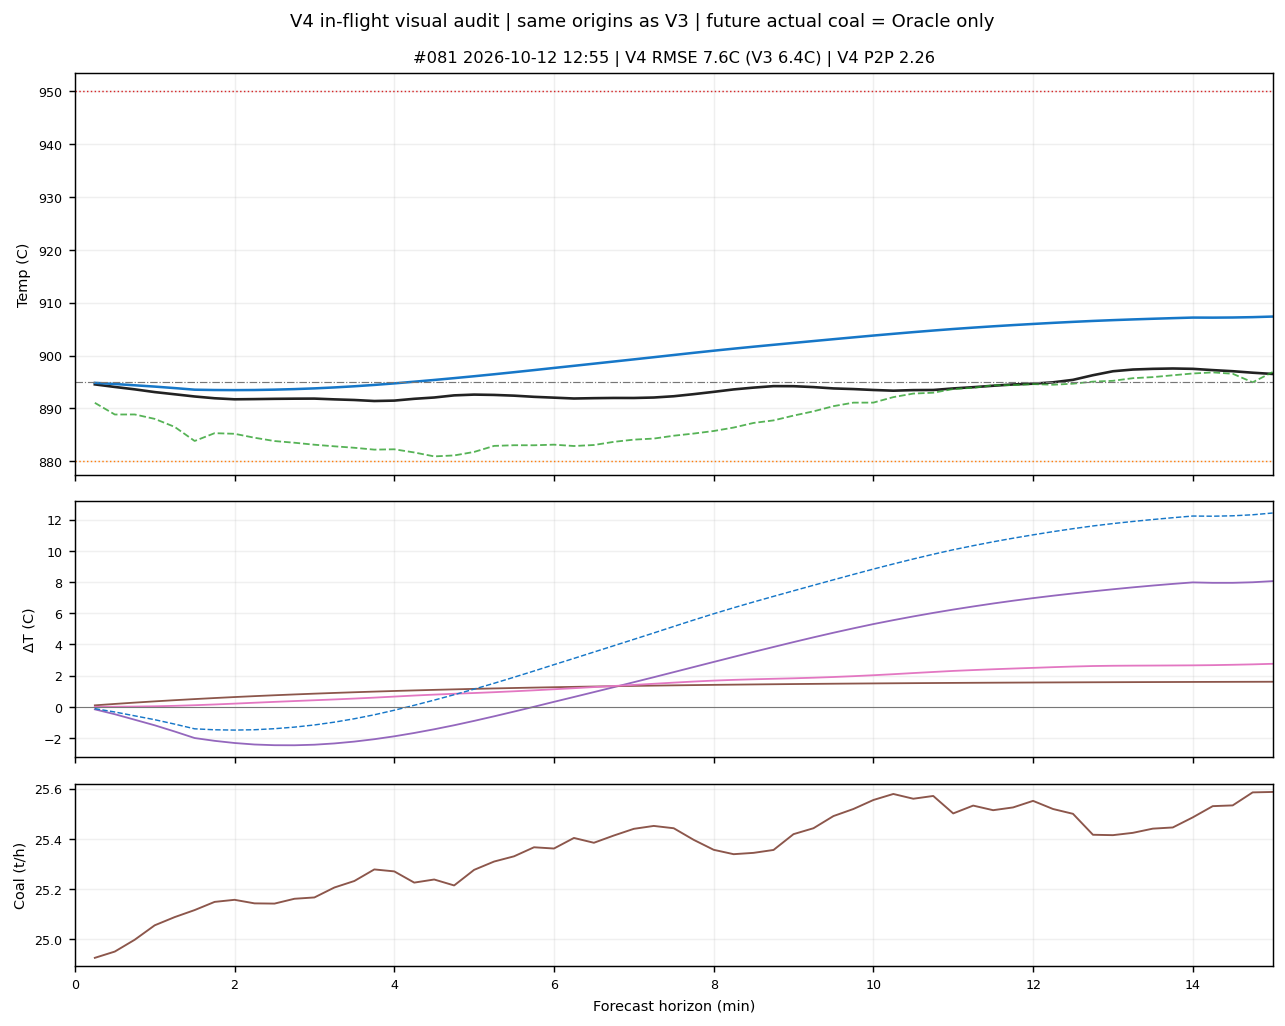 V4 in-flight visual audit | same origins as V3 | future actual coal = Oracle only
#081 2026-10-12 12:55 | V4 RMSE 7.6C (V3 6.4C) | V4 P2P 2.26
950
940
930
920
910
900
890
880
Temp (C)
12
10
8
6
4
2
0
−2
ΔT (C)
25.6
25.4
25.2
25.0
Coal (t/h)
0 2 4 6 8 10 12 14
Forecast horizon (min)